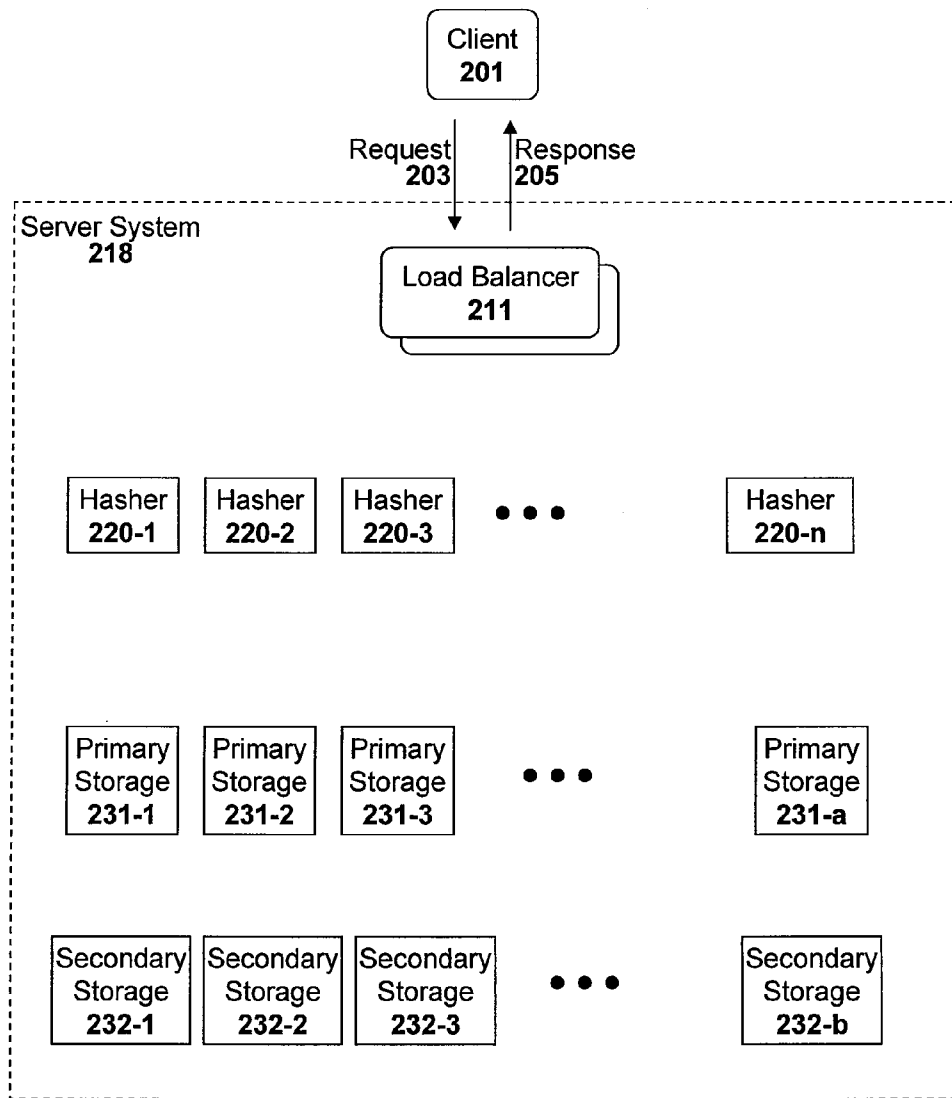 Client
201
Request
203
Response
205
Server System
218
Load Balancer
211
Hasher
220-1
Hasher
220-2
Hasher
220-3
Hasher
220-n
Primary
Storage
231-1
Primary
Storage
231-2
Primary
Storage
231-3
Primary
Storage
231-a
Secondary
Storage
232-1
Secondary
Storage
232-2
Secondary
Storage
232-3
Secondary
Storage
232-b